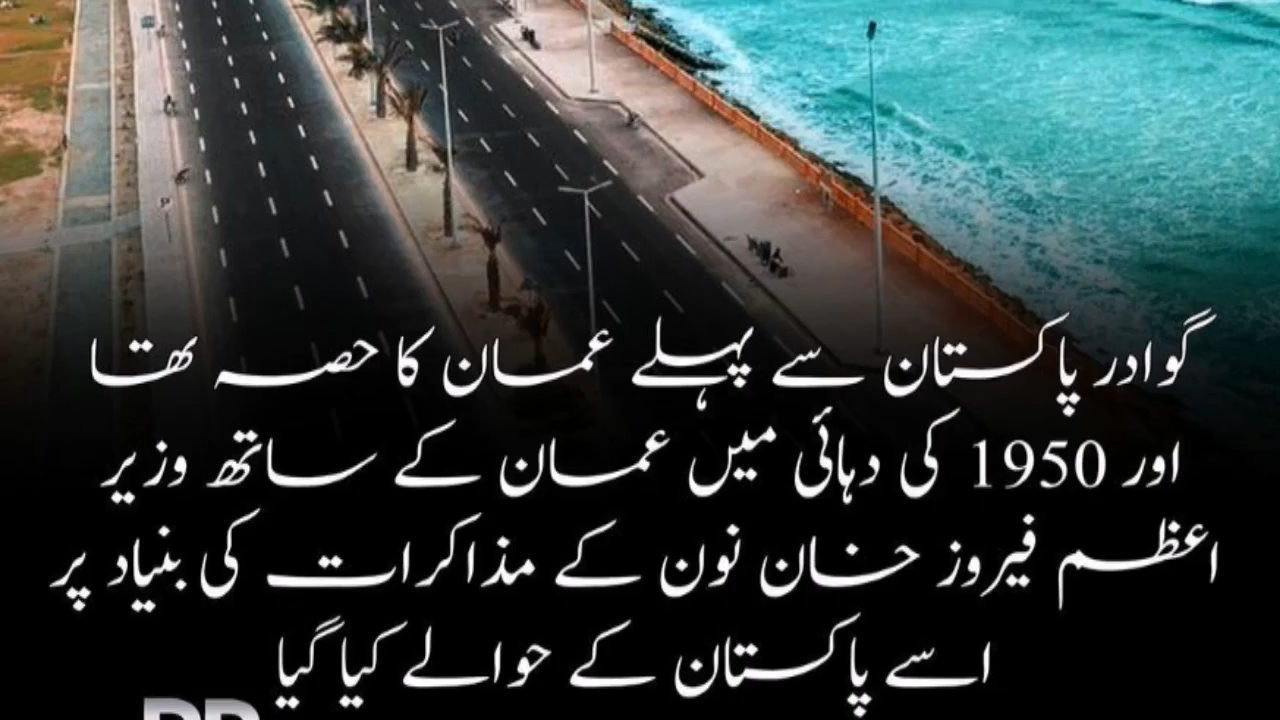 گوادر پاکستان سے پہلے عمان کا حصہ تھا
اور 1950 کی دہائی میں عمان کے ساتھ وزیر
اعظم فیروز خان نون کے مذاکرات کی بنیاد پر
اسے پاکستان کے حوالے کیا گیا